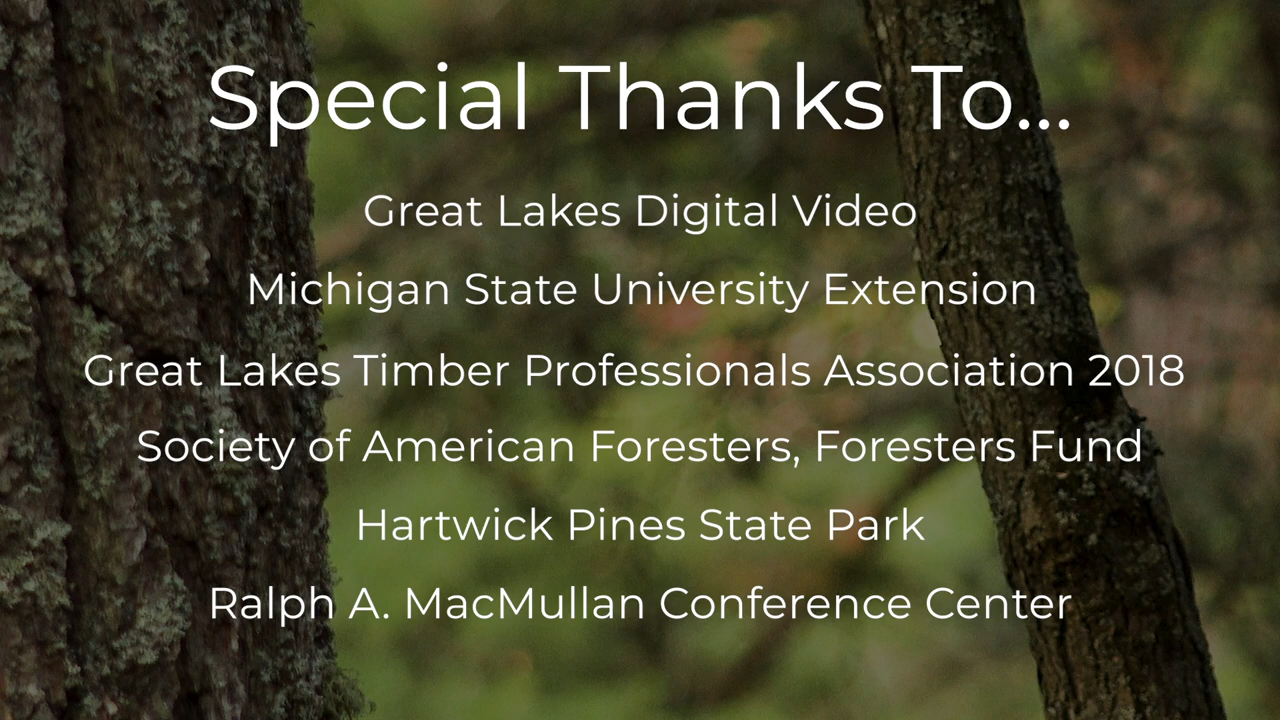 Special Thanks To...
Great Lakes Digital Video
Michigan State University Extension
Great Lakes Timber Professionals Association 2018
Society of American Foresters, Foresters Fund
Hartwick Pines State Park
Ralph A. MacMullan Conference Center